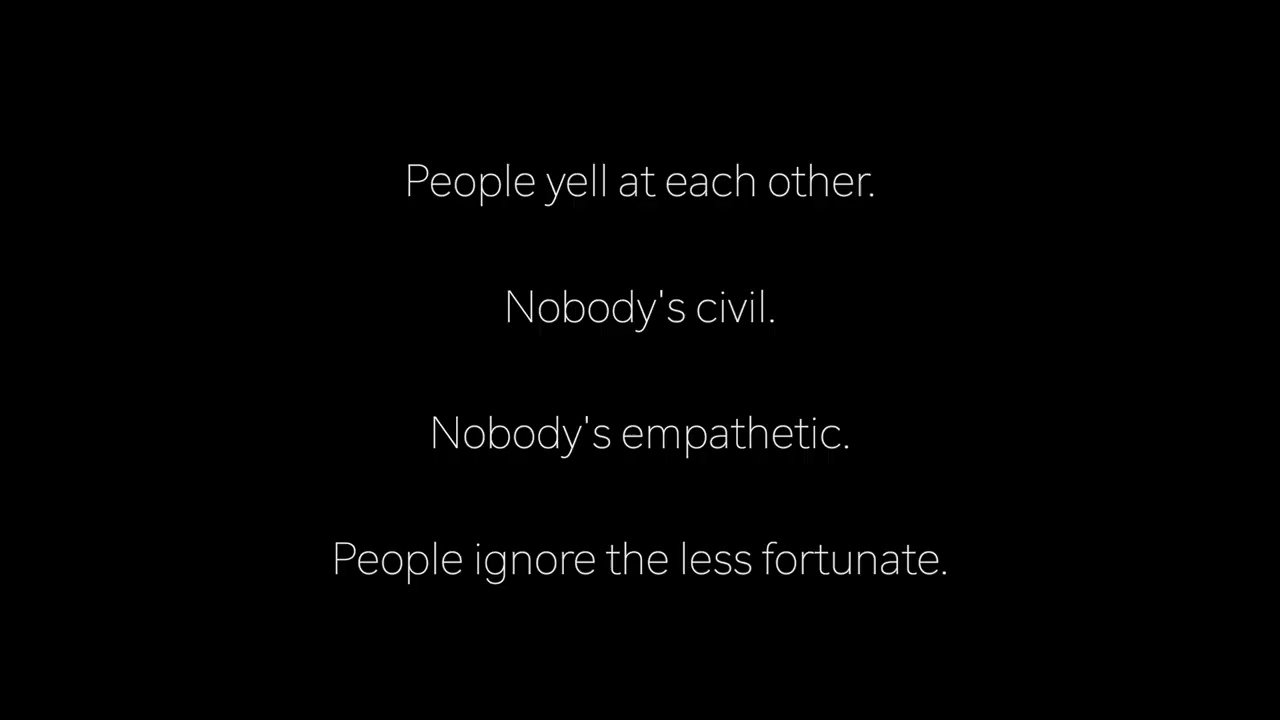 People yell at each other.
Nobody's civil.
Nobody's empathetic.
People ignore the less fortunate.